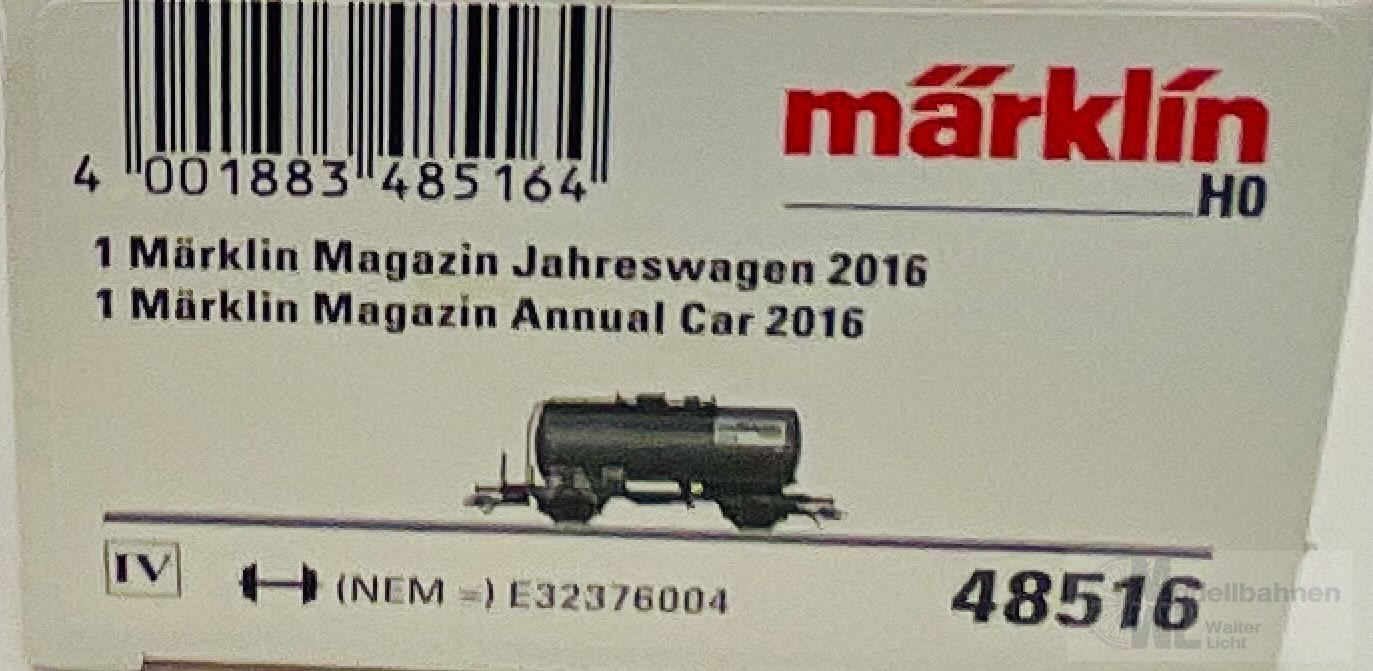 4 001883 485164
märklín
H0
1 Märklin Magazin Jahreswagen 2016
1 Märklin Magazin Annual Car 2016
IV
(NEM =) E32376004
48516
Modellbahnen
Walter
Licht